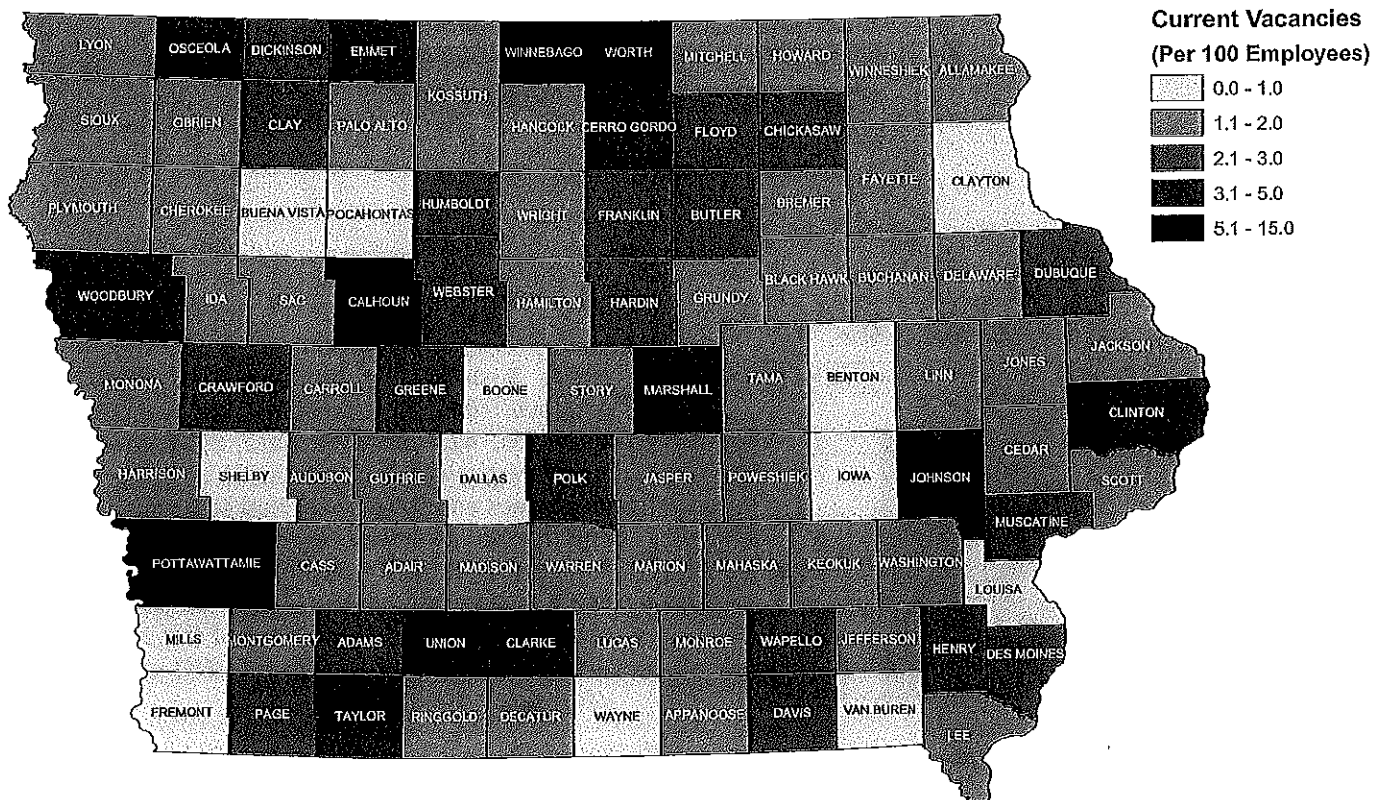 Current Vacancies
(Per 100 Employees)
0.0 - 1.0
1.1 - 2.0
2.1 - 3.0
3.1 - 5.0
5.1 - 15.0
LYON
OSCEOLA
DICKINSON
EMMET
WINNEBAGO
WORTH
MITCHELL
HOWARD
WINNESHIEK
ALLAMAKEE
KOSSUTH
SIOUX
OBRIEN
CLAY
PALO ALTO
HANCOCK
CERRO GORDO
FLOYD
CHICKASAW
FAYETTE
CLAYTON
PLYMOUTH
CHEROKEE
BUENA VISTA
POCAHONTAS
HUMBOLDT
WRIGHT
FRANKLIN
BUTLER
BREMER
WOODBURY
IDA
SAC
CALHOUN
WEBSTER
HAMILTON
HARDIN
GRUNDY
BLACK HAWK
BUCHANAN
DELAWARE
DUBUQUE
MONONA
CRAWFORD
CARROLL
GREENE
BOONE
STORY
MARSHALL
TAMA
BENTON
LINN
JONES
JACKSON
CLINTON
HARRISON
SHELBY
AUDUBON
GUTHRIE
DALLAS
POLK
JASPER
POWESHIEK
IOWA
JOHNSON
CEDAR
SCOTT
MUSCATINE
POTTAWATTAMIE
CASS
ADAIR
MADISON
WARREN
MARION
MAHASKA
KEOKUK
WASHINGTON
LOUISA
MILLS
MONTGOMERY
ADAMS
UNION
CLARKE
LUCAS
MONROE
WAPELLO
JEFFERSON
HENRY
DES MOINES
FREMONT
PAGE
TAYLOR
RINGGOLD
DECATUR
WAYNE
APPANOOSE
DAVIS
VAN BUREN
LEE